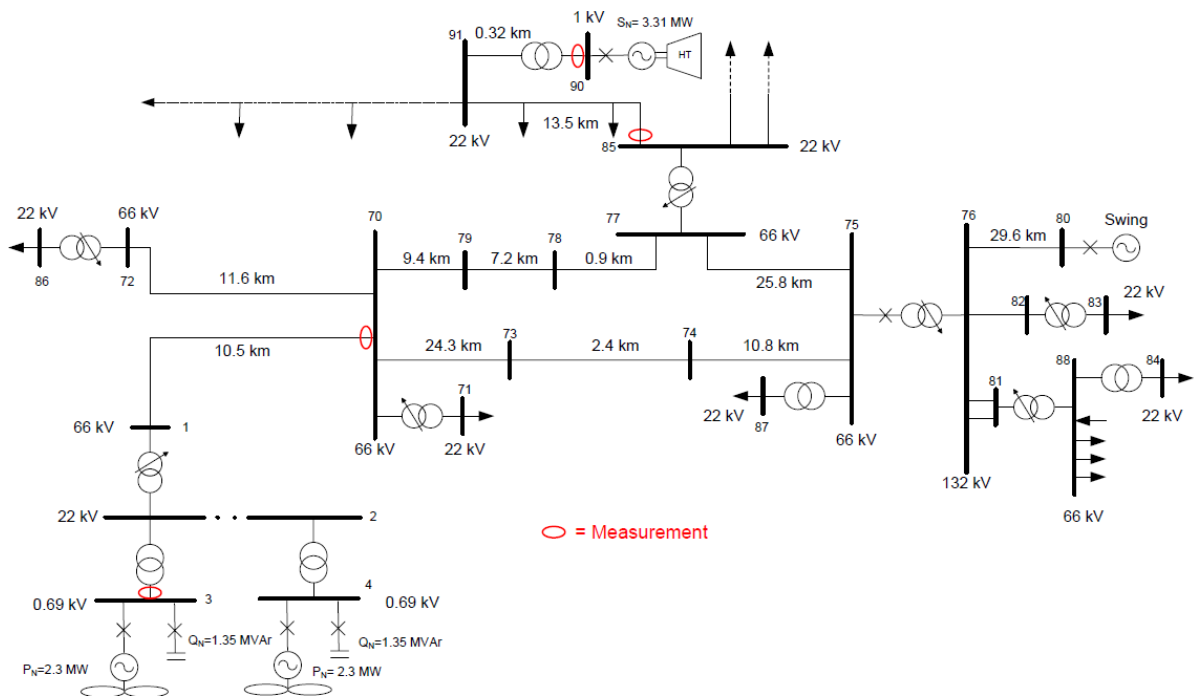 1 kV
S_N= 3.31 MW
91
0.32 km
HT
90
13.5 km
22 kV
85
22 kV
22 kV
66 kV
70
77
75
76
80
Swing
79
78
66 kV
29.6 km
9.4 km
7.2 km
0.9 km
86
72
11.6 km
25.8 km
82
83
22 kV
10.5 km
24.3 km
73
2.4 km
74
10.8 km
88
84
71
87
81
22 kV
66 kV
1
66 kV
22 kV
22 kV
66 kV
132 kV
66 kV
22 kV
2
= Measurement
3
4
0.69 kV
0.69 kV
Q_N=1.35 MVAr
Q_N=1.35 MVAr
P_N=2.3 MW
P_N= 2.3 MW